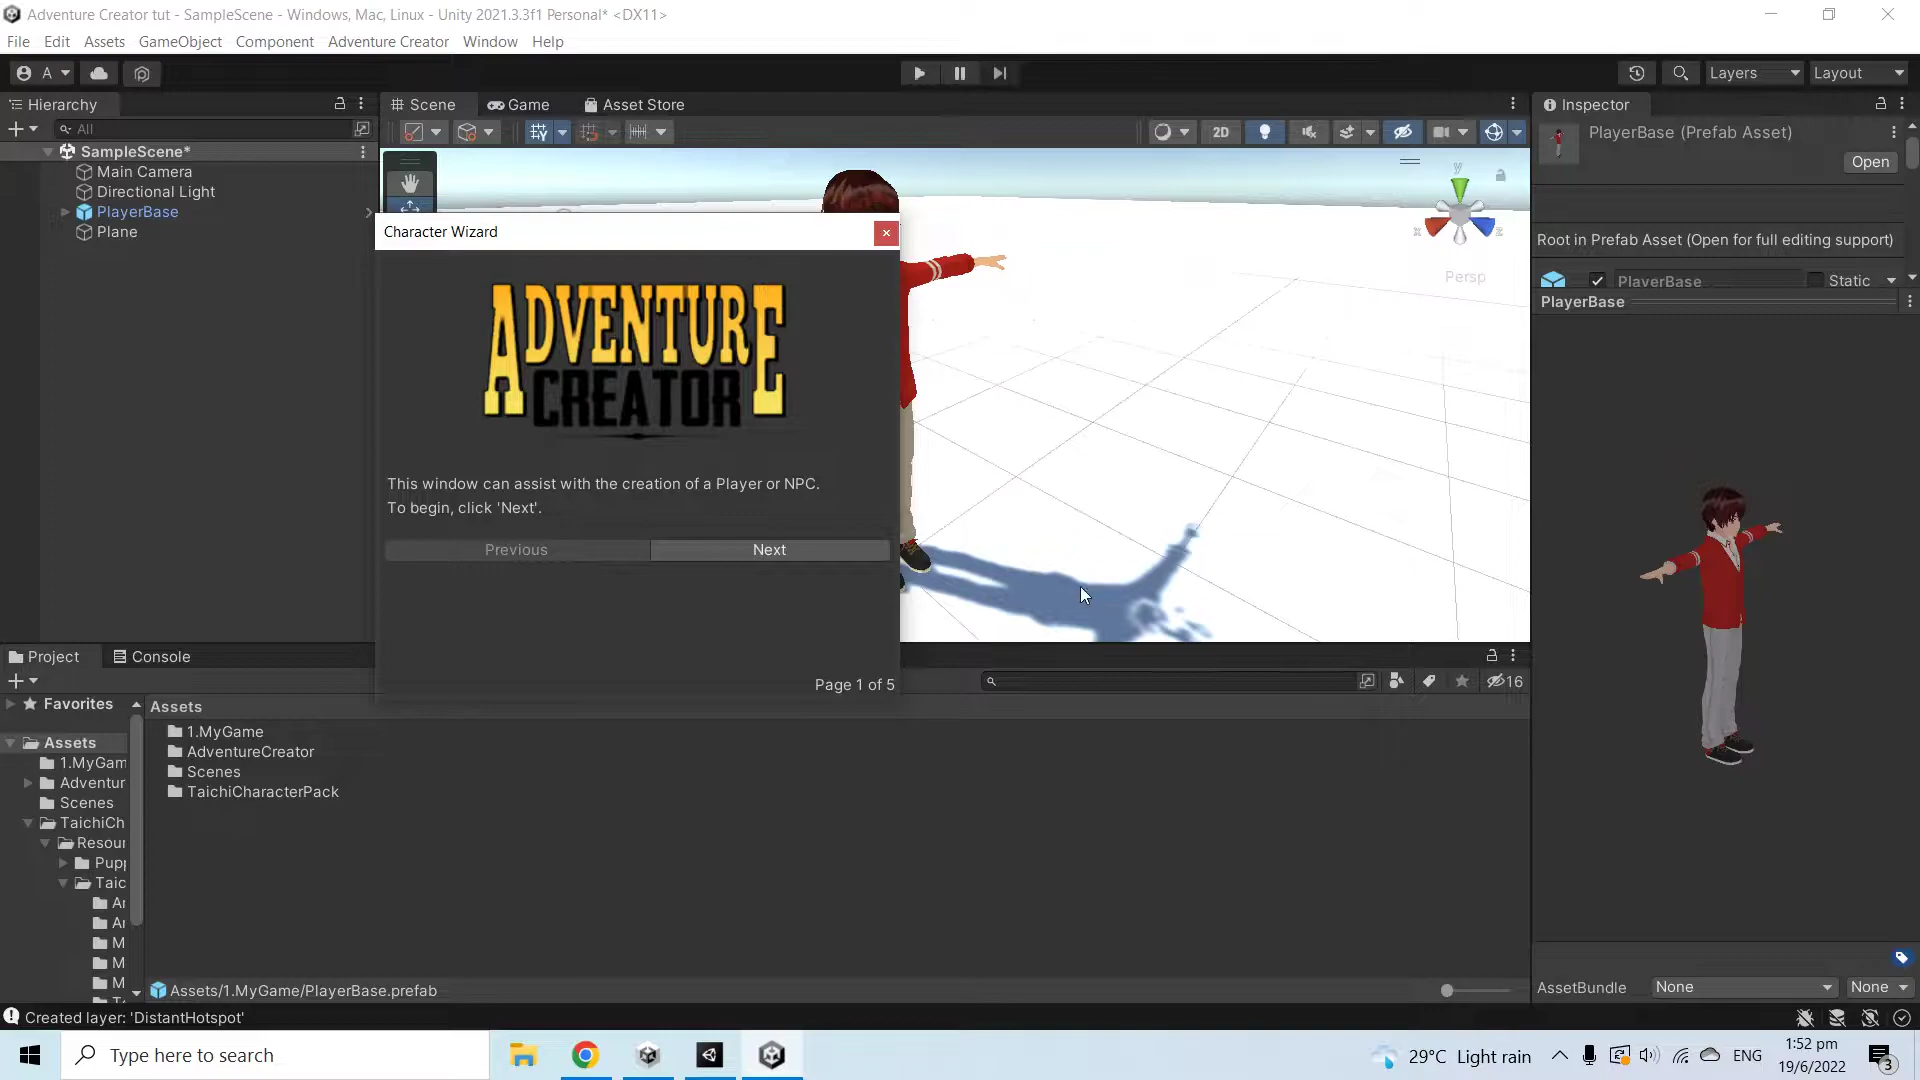 Adventure Creator tut - SampleScene - Windows, Mac, Linux - Unity 2021.3.3f1 Personal* <DX11>
File Edit Assets GameObject Component Adventure Creator Window Help
A Layers Layout
Hierarchy
All
SampleScene*
Main Camera
Directional Light
PlayerBase
Plane
Scene Game Asset Store
2D
y
x
z
Persp
Character Wizard
ADVENTURE
CREATOR
This window can assist with the creation of a Player or NPC.
To begin, click 'Next'.
Previous Next
Page 1 of 5
Inspector
PlayerBase (Prefab Asset)
Open
Root in Prefab Asset (Open for full editing support)
PlayerBase Static
PlayerBase
AssetBundle None None
Project Console
16
Favorites
Assets
1.MyGam
Adventur
Scenes
TaichiCh
Resour
Pupp
Taic
M
M
M
Assets
1.MyGame
AdventureCreator
Scenes
TaichiCharacterPack
Assets/1.MyGame/PlayerBase.prefab
Created layer: 'DistantHotspot'
Type here to search
29°C Light rain
ENG
1:52 pm
19/6/2022
3